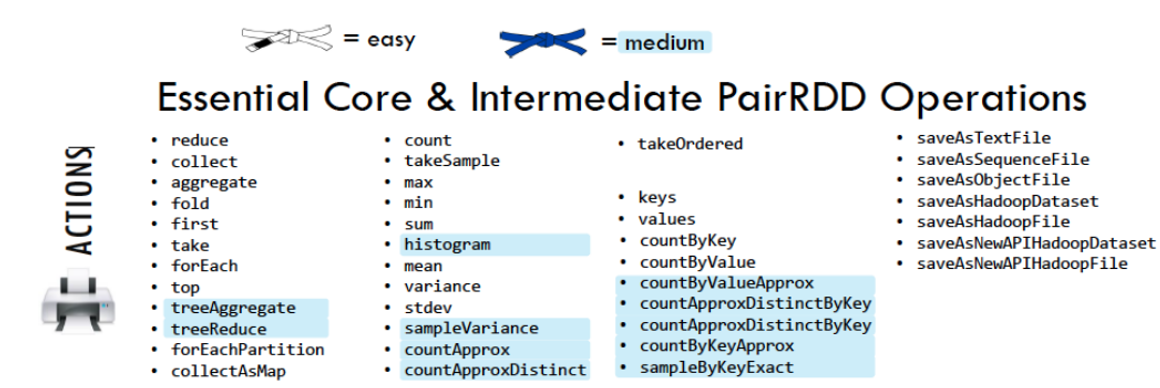 = easy
= medium
Essential Core & Intermediate PairRDD Operations
ACTIONS
• reduce
• collect
• aggregate
• fold
• first
• take
• forEach
• top
• treeAggregate
• treeReduce
• forEachPartition
• collectAsMap
• count
• takeSample
• max
• min
• sum
• histogram
• mean
• variance
• stdev
• sampleVariance
• countApprox
• countApproxDistinct
• takeOrdered
• keys
• values
• countByKey
• countByValue
• countByValueApprox
• countApproxDistinctByKey
• countApproxDistinctByKey
• countByKeyApprox
• sampleByKeyExact
• saveAsTextFile
• saveAsSequenceFile
• saveAsObjectFile
• saveAsHadoopDataset
• saveAsHadoopFile
• saveAsNewAPIHadoopDataset
• saveAsNewAPIHadoopFile